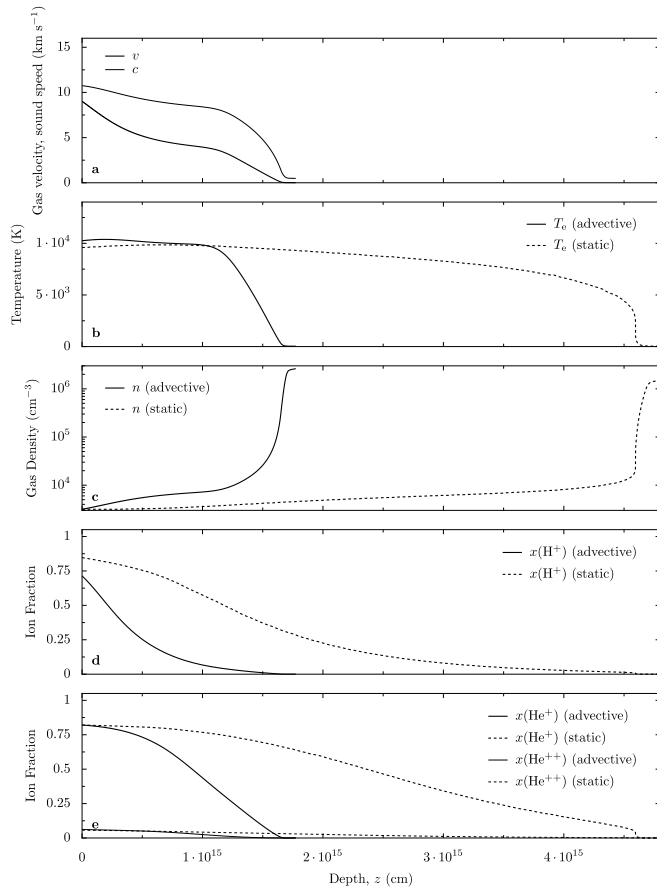 Gas velocity, sound speed (km s⁻¹)
15
10
5
0
v
c
a
Temperature (K)
1·10⁴
5·10³
0
Tₑ (advective)
Tₑ (static)
b
Gas Density (cm⁻³)
10⁶
10⁵
10⁴
n (advective)
n (static)
c
Ion Fraction
1
0.75
0.5
0.25
0
x(H⁺) (advective)
x(H⁺) (static)
d
Ion Fraction
1
0.75
0.5
0.25
0
x(He⁺) (advective)
x(He⁺) (static)
x(He⁺⁺) (advective)
x(He⁺⁺) (static)
e
0 1·10¹⁵ 2·10¹⁵ 3·10¹⁵ 4·10¹⁵
Depth, z (cm)